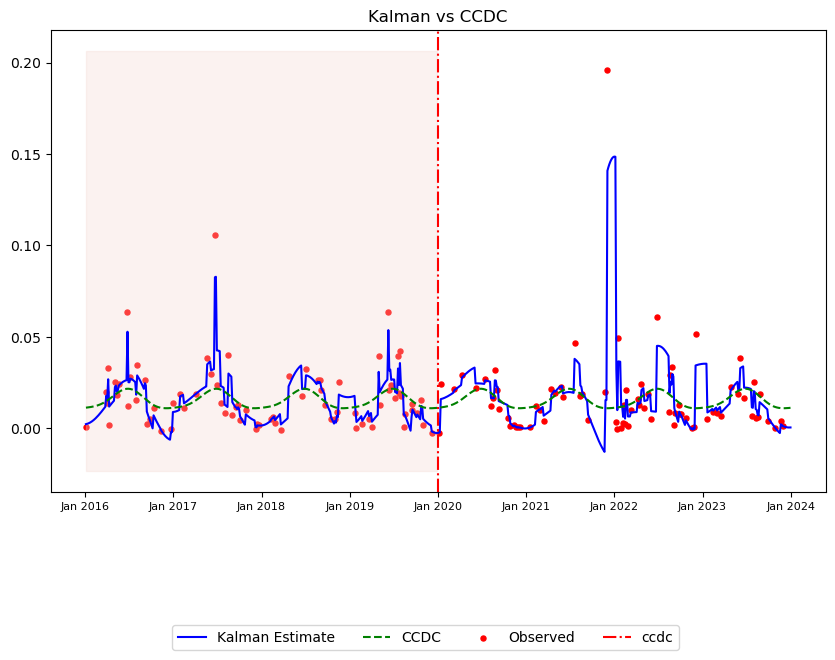 Kalman vs CCDC
0.20
0.15
0.10
0.05
0.00
Jan 2016 Jan 2017 Jan 2018 Jan 2019 Jan 2020 Jan 2021 Jan 2022 Jan 2023 Jan 2024
Kalman Estimate CCDC Observed ccdc